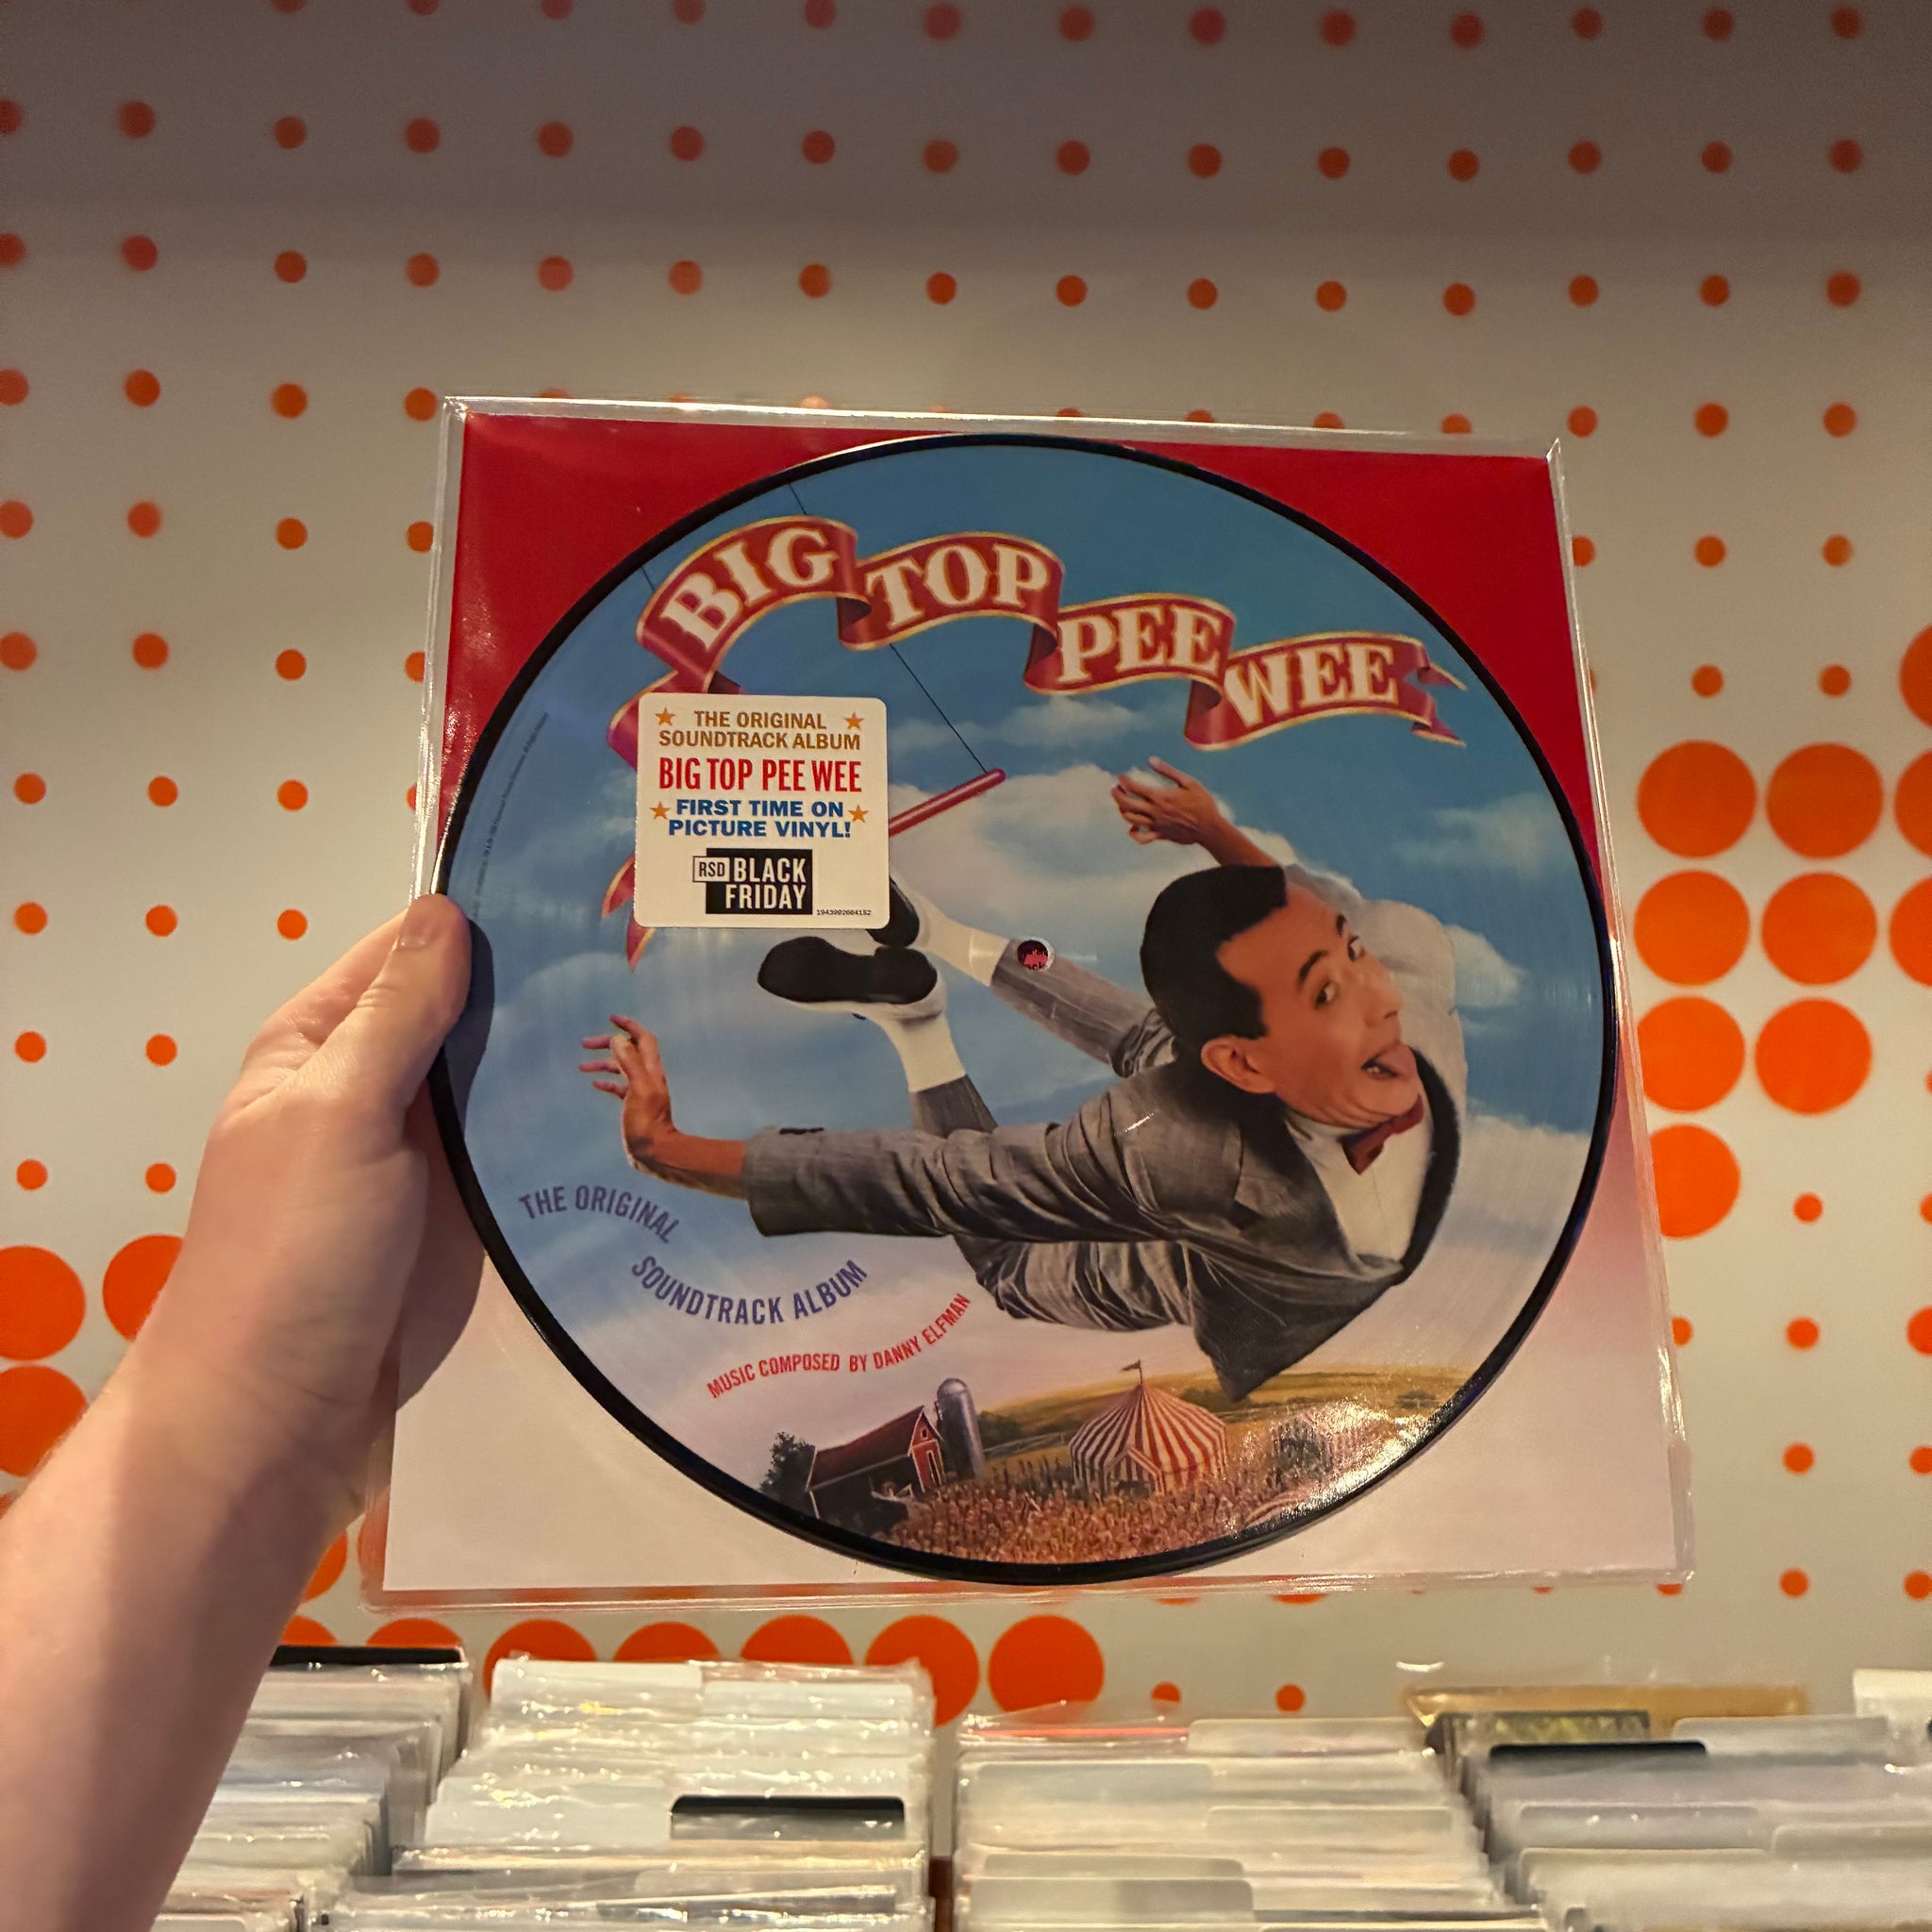 BIG TOP PEE WEE
THE ORIGINAL
SOUNDTRACK ALBUM
BIG TOP PEE WEE
FIRST TIME ON
PICTURE VINYL!
RSD BLACK
FRIDAY
THE ORIGINAL
SOUNDTRACK ALBUM
MUSIC COMPOSED BY DANNY ELFMAN